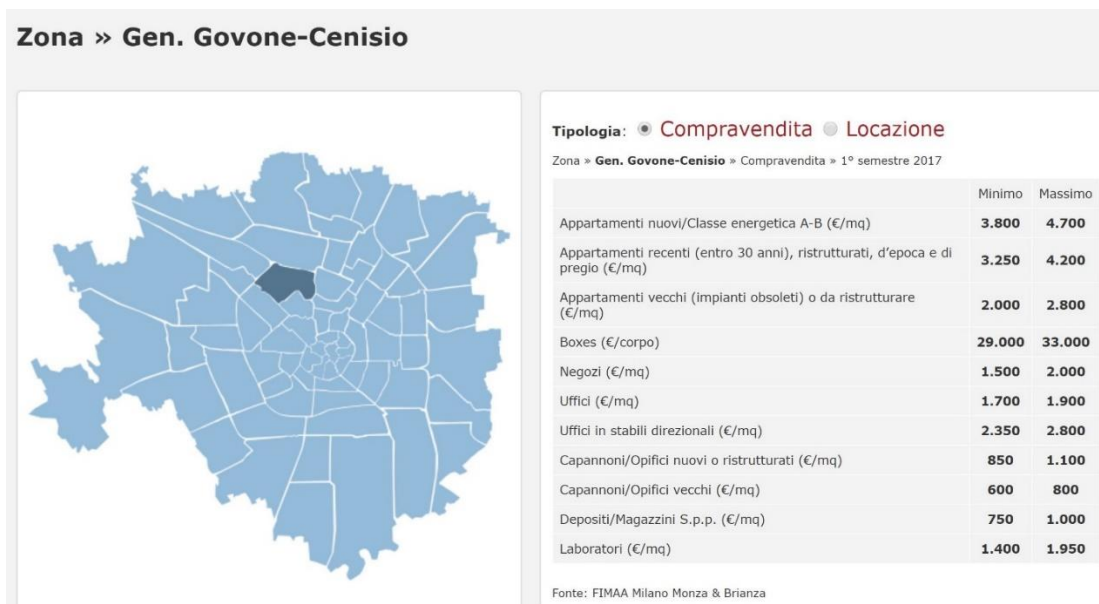 Zona » Gen. Govone-Cenisio
Tipologia: Compravendita Locazione
Zona » Gen. Govone-Cenisio » Compravendita » 1° semestre 2017
Minimo Massimo
Appartamenti nuovi/Classe energetica A-B (€/mq) 3.800 4.700
Appartamenti recenti (entro 30 anni), ristrutturati, d'epoca e di
pregio (€/mq) 3.250 4.200
Appartamenti vecchi (impianti obsoleti) o da ristrutturare
(€/mq) 2.000 2.800
Boxes (€/corpo) 29.000 33.000
Negozi (€/mq) 1.500 2.000
Uffici (€/mq) 1.700 1.900
Uffici in stabili direzionali (€/mq) 2.350 2.800
Capannoni/Opifici nuovi o ristrutturati (€/mq) 850 1.100
Capannoni/Opifici vecchi (€/mq) 600 800
Depositi/Magazzini S.p.p. (€/mq) 750 1.000
Laboratori (€/mq) 1.400 1.950
Fonte: FIMAA Milano Monza & Brianza